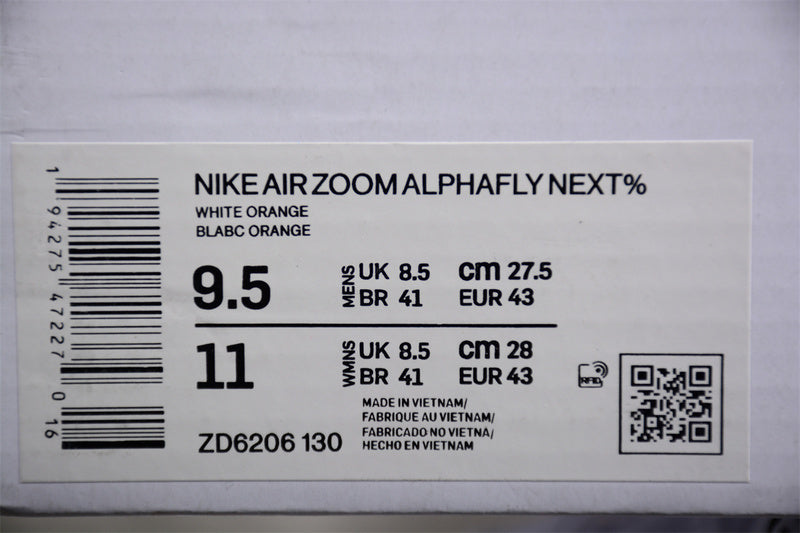 NIKE AIR ZOOM ALPHAFLY NEXT%
WHITE ORANGE
BLABC ORANGE
9.5
MENS
UK 8.5 cm 27.5
BR 41 EUR 43
11
WMNS
UK 8.5 cm 28
BR 41 EUR 43
MADE IN VIETNAM/
FABRIQUE AU VIETNAM/
FABRICADO NO VIETNA/
HECHO EN VIETNAM
ZD6206 130
RFID
1 94275 47227 0 16